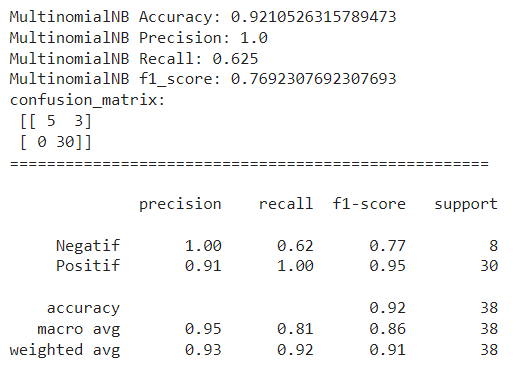 MultinomialNB Accuracy: 0.9210526315789473
MultinomialNB Precision: 1.0
MultinomialNB Recall: 0.625
MultinomialNB f1_score: 0.7692307692307693
confusion_matrix:
[[ 5  3]
[ 0 30]]
====================================================
precision    recall  f1-score   support
Negatif       1.00      0.62      0.77         8
Positif       0.91      1.00      0.95        30
accuracy                           0.92        38
macro avg       0.95      0.81      0.86        38
weighted avg       0.93      0.92      0.91        38